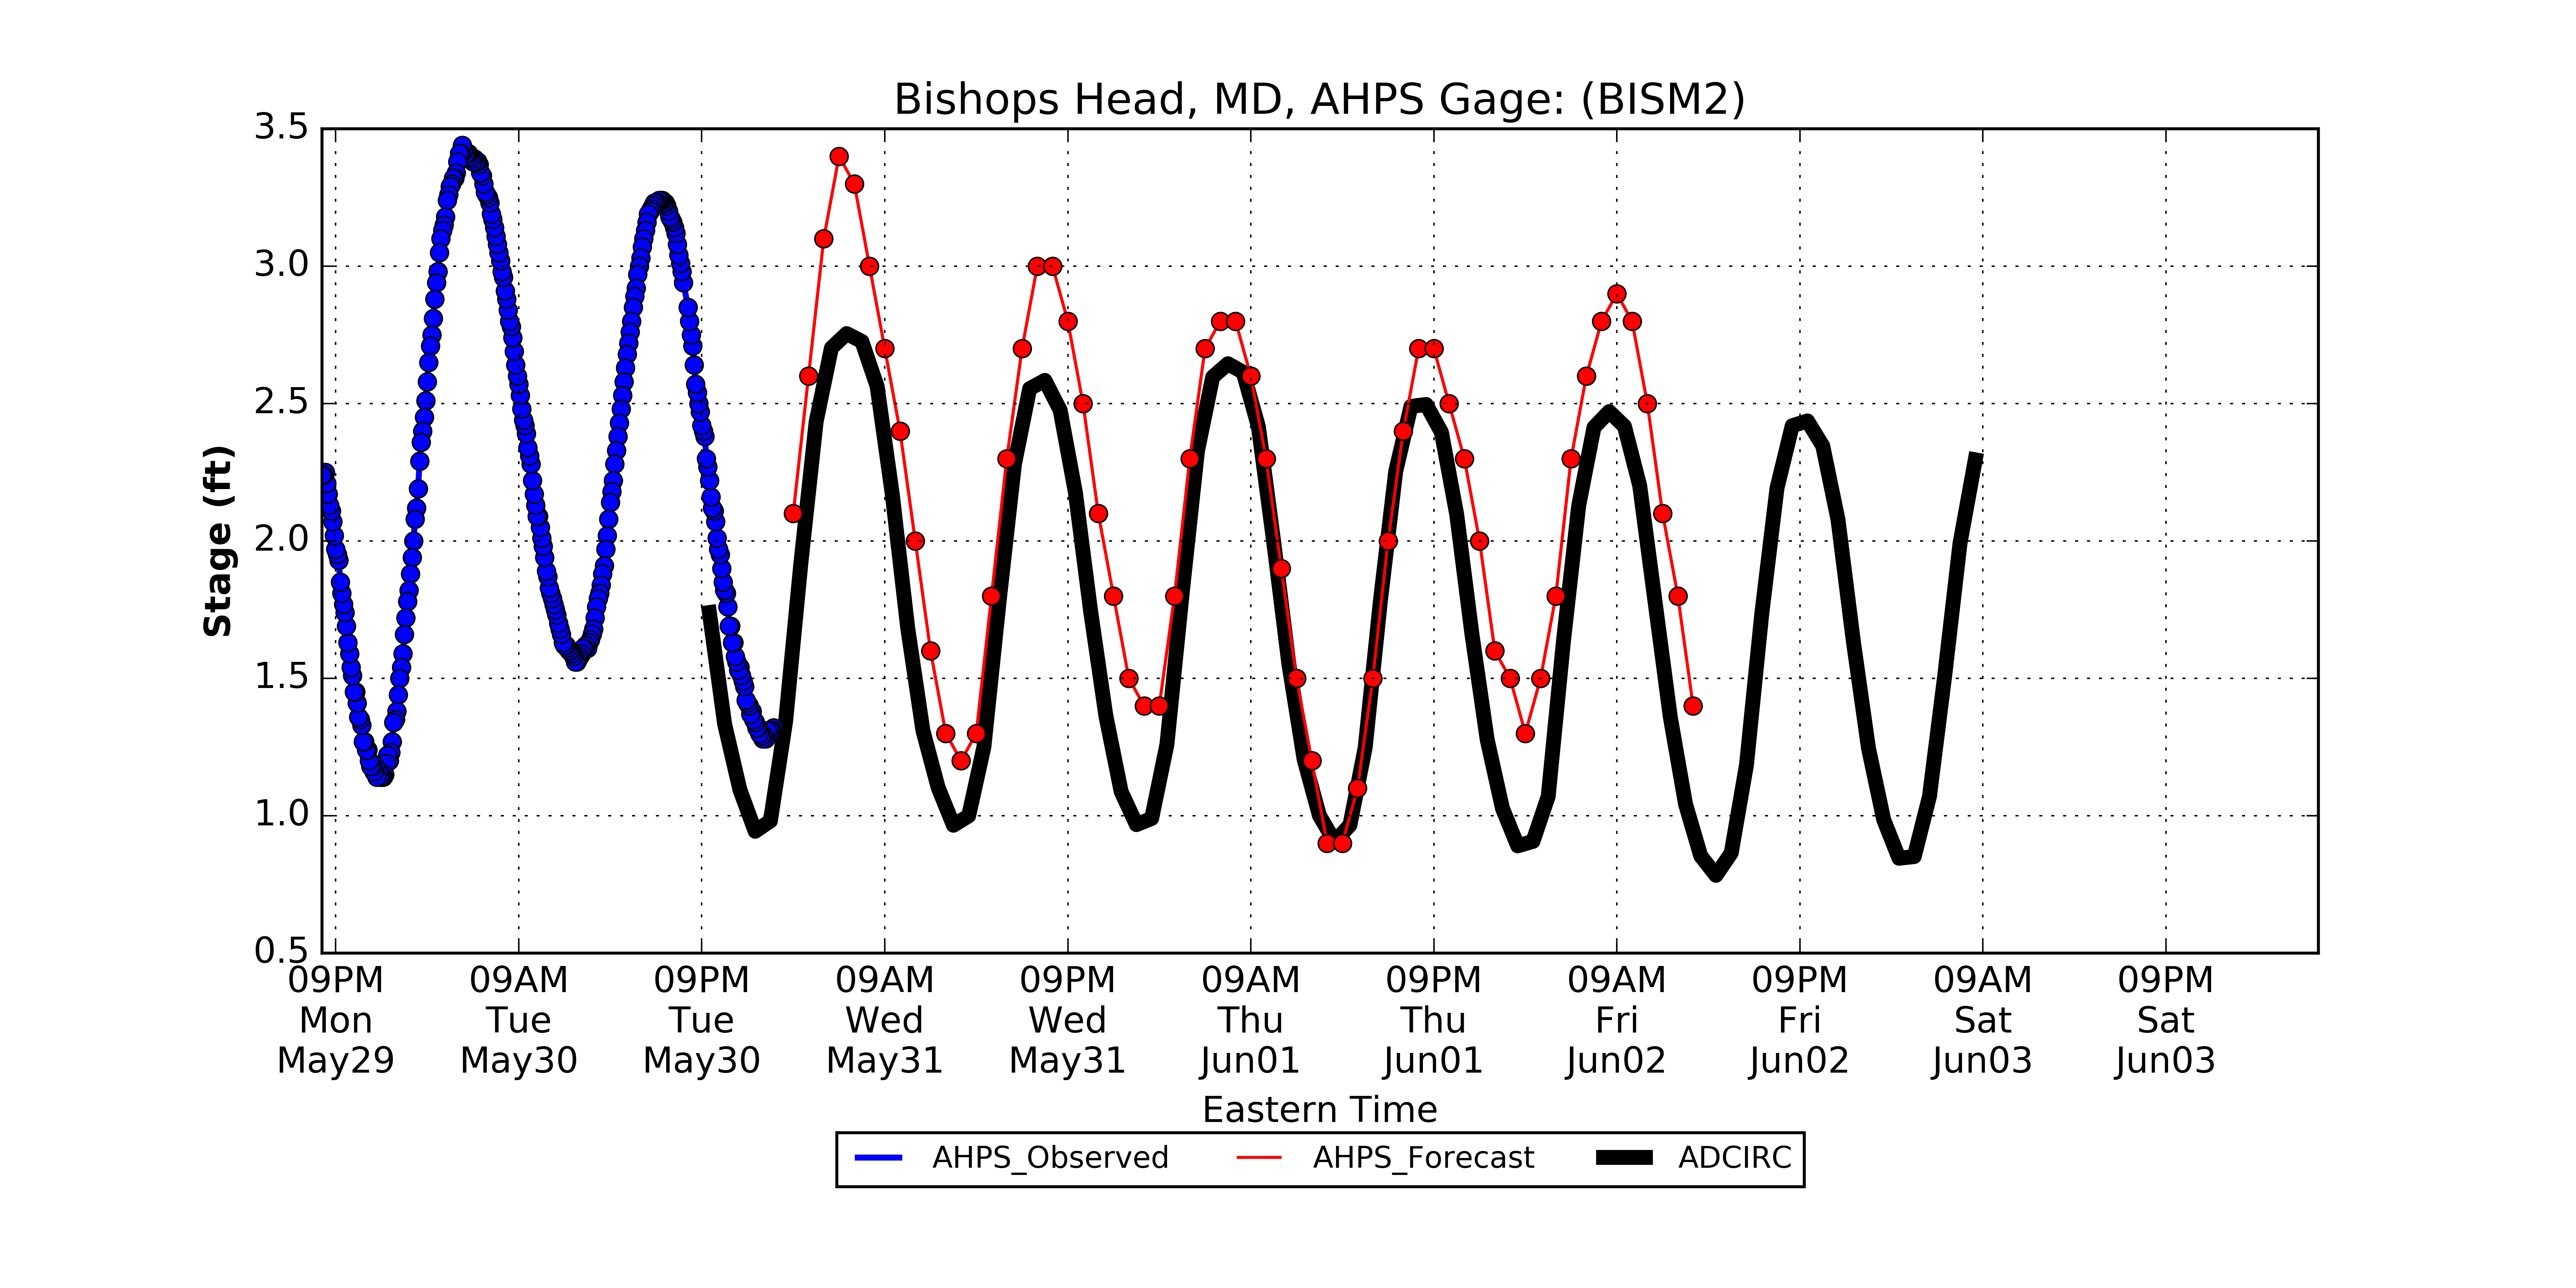 Bishops Head, MD, AHPS Gage: (BISM2)
3.5
3.0
2.5
2.0
1.5
1.0
0.5
Stage (ft)
09PM 09AM 09PM 09AM 09PM 09AM 09PM 09AM 09PM 09AM 09PM
Mon Tue Tue Wed Wed Thu Thu Fri Fri Sat Sat
May29 May30 May30 May31 May31 Jun01 Jun01 Jun02 Jun02 Jun03 Jun03
Eastern Time
AHPS_Observed AHPS_Forecast ADCIRC